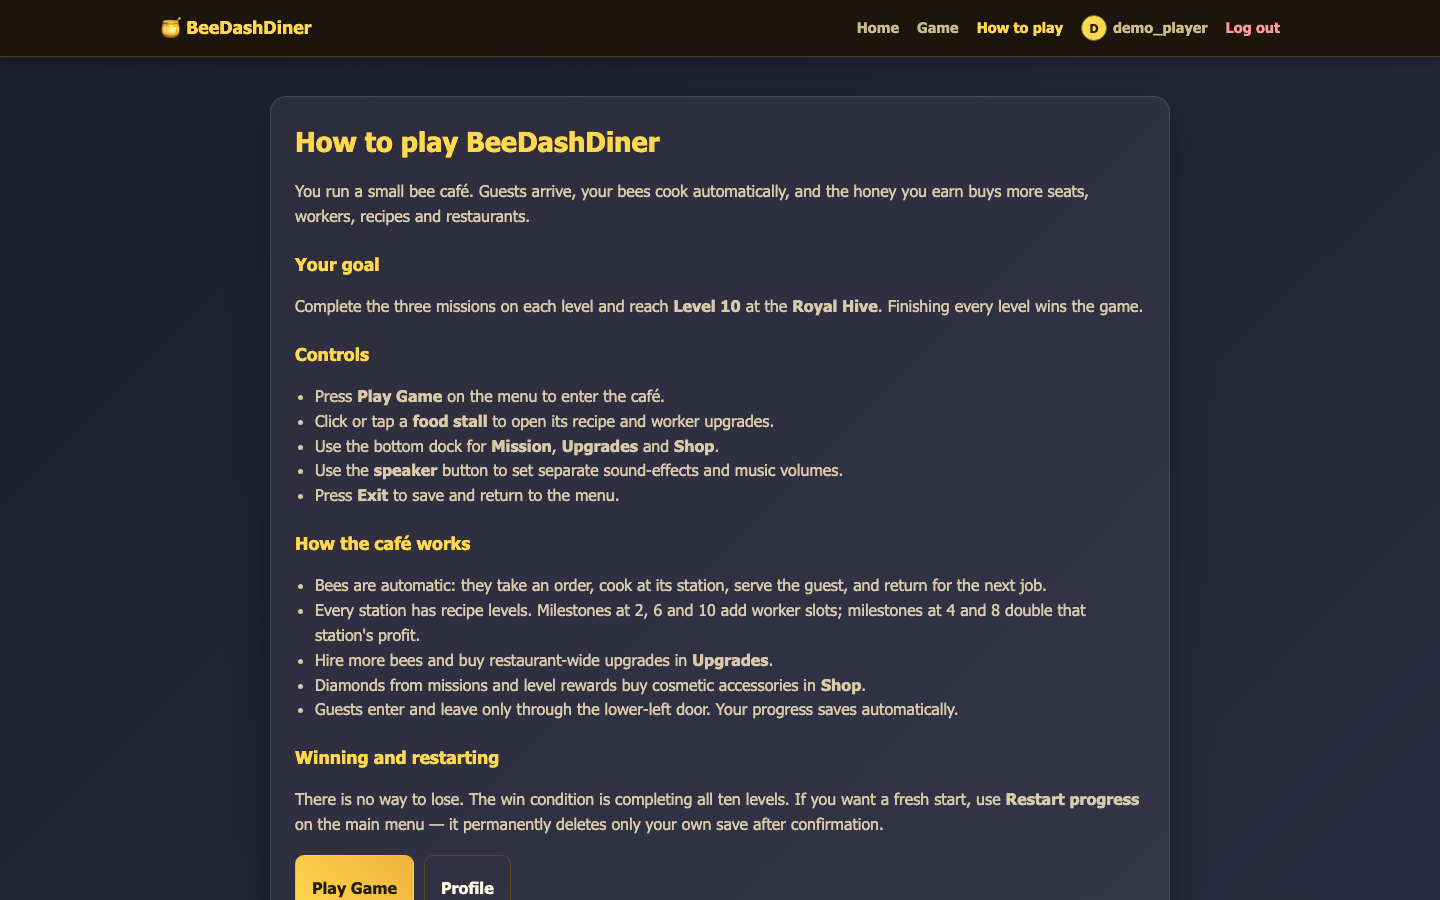 BeeDashDiner
Home Game How to play D demo_player Log out
How to play BeeDashDiner
You run a small bee café. Guests arrive, your bees cook automatically, and the honey you earn buys more seats,
workers, recipes and restaurants.
Your goal
Complete the three missions on each level and reach Level 10 at the Royal Hive. Finishing every level wins the game.
Controls
• Press Play Game on the menu to enter the café.
• Click or tap a food stall to open its recipe and worker upgrades.
• Use the bottom dock for Mission, Upgrades and Shop.
• Use the speaker button to set separate sound-effects and music volumes.
• Press Exit to save and return to the menu.
How the café works
• Bees are automatic: they take an order, cook at its station, serve the guest, and return for the next job.
• Every station has recipe levels. Milestones at 2, 6 and 10 add worker slots; milestones at 4 and 8 double that
station's profit.
• Hire more bees and buy restaurant-wide upgrades in Upgrades.
• Diamonds from missions and level rewards buy cosmetic accessories in Shop.
• Guests enter and leave only through the lower-left door. Your progress saves automatically.
Winning and restarting
There is no way to lose. The win condition is completing all ten levels. If you want a fresh start, use Restart progress
on the main menu — it permanently deletes only your own save after confirmation.
Play Game Profile